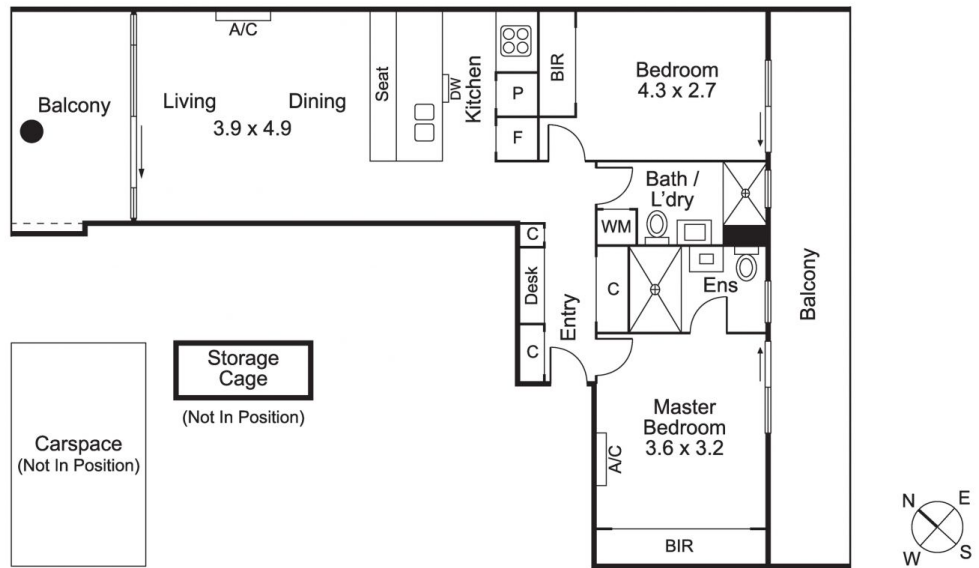 A/C
Balcony
Living
Dining
3.9 x 4.9
Seat
DW
Kitchen
P
F
BIR
Bedroom
4.3 x 2.7
Bath /
L'dry
WM
C
Desk
C
Entry
C
Ens
Balcony
Storage
Cage
(Not In Position)
Carspace
(Not In Position)
Master
Bedroom
3.6 x 3.2
A/C
BIR
N
E
W
S